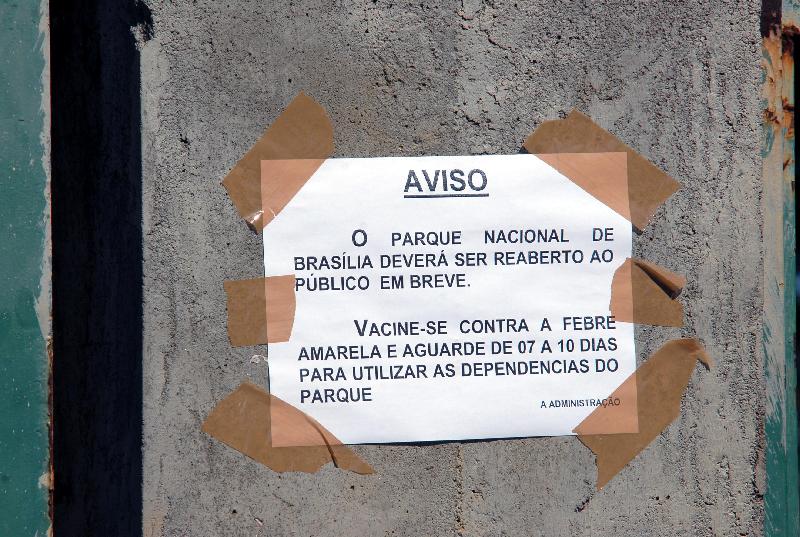 AVISO
O PARQUE NACIONAL DE
BRASÍLIA DEVERÁ SER REABERTO AO
PÚBLICO EM BREVE.
VACINE-SE CONTRA A FEBRE
AMARELA E AGUARDE DE 07 A 10 DIAS
PARA UTILIZAR AS DEPENDENCIAS DO
PARQUE
A ADMINISTRAÇÃO